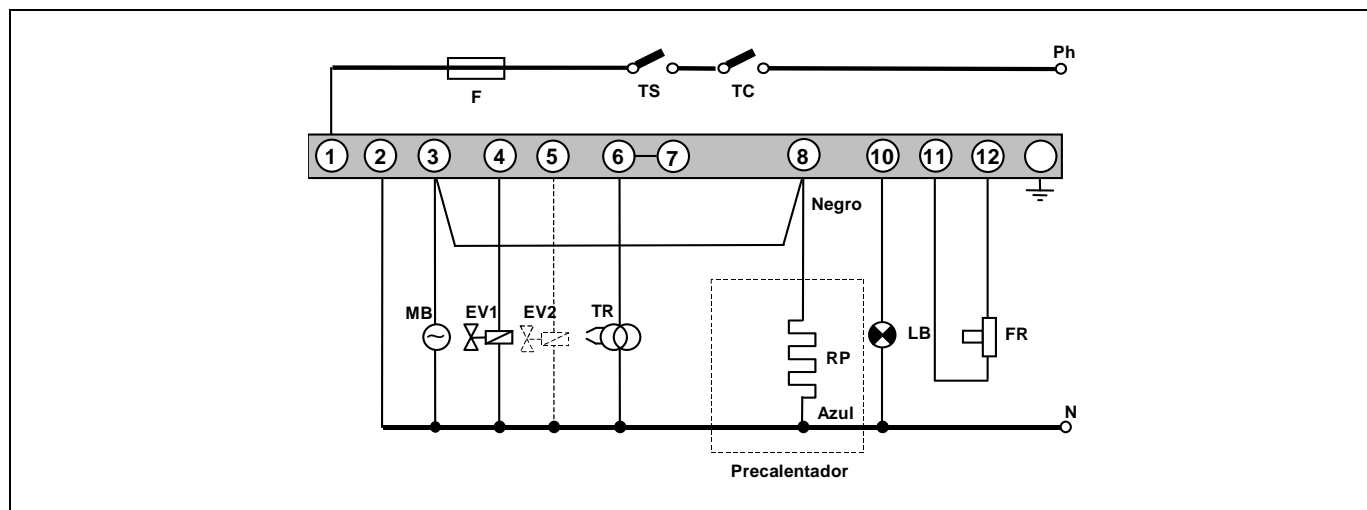 Ph
F
TS
TC
1 2 3 4 5 6 7 8 10 11 12
Negro
MB
EV1
EV2
TR
LB
FR
RP
Azul
N
Precalentador